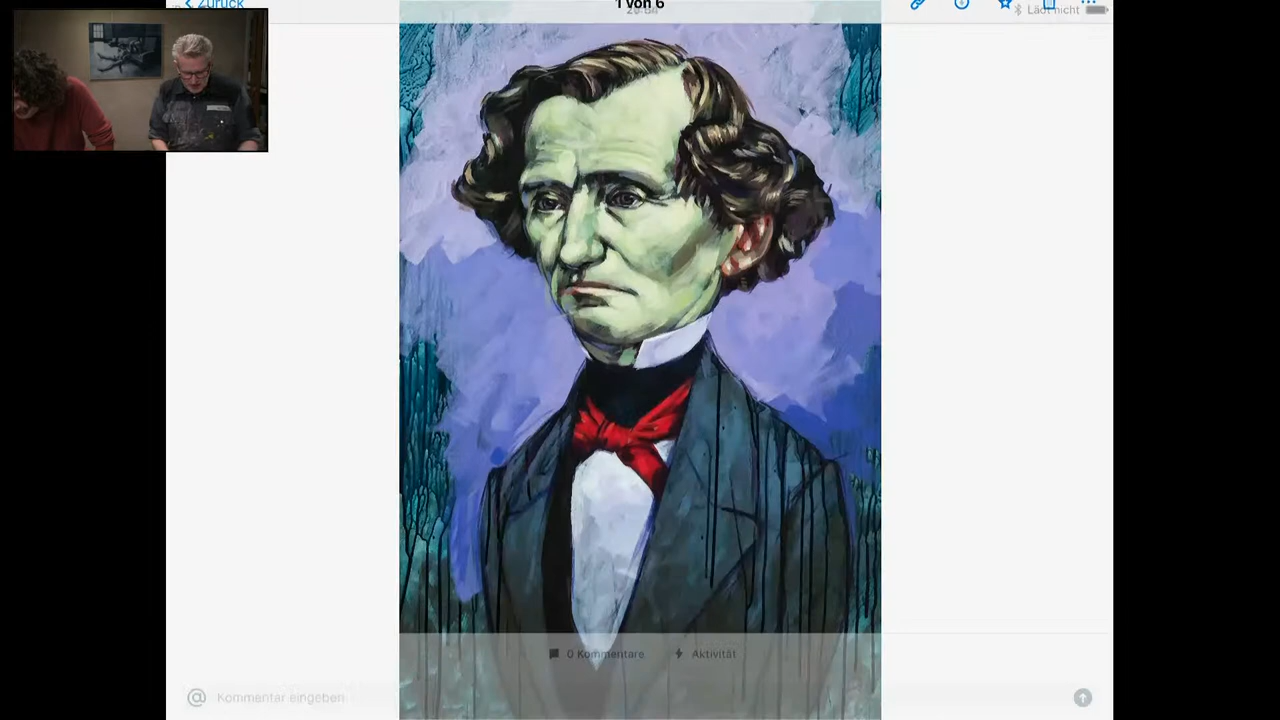 Zurück
1 von 6
Lädt nicht
0 Kommentare
Aktivität
@ Kommentar eingeben